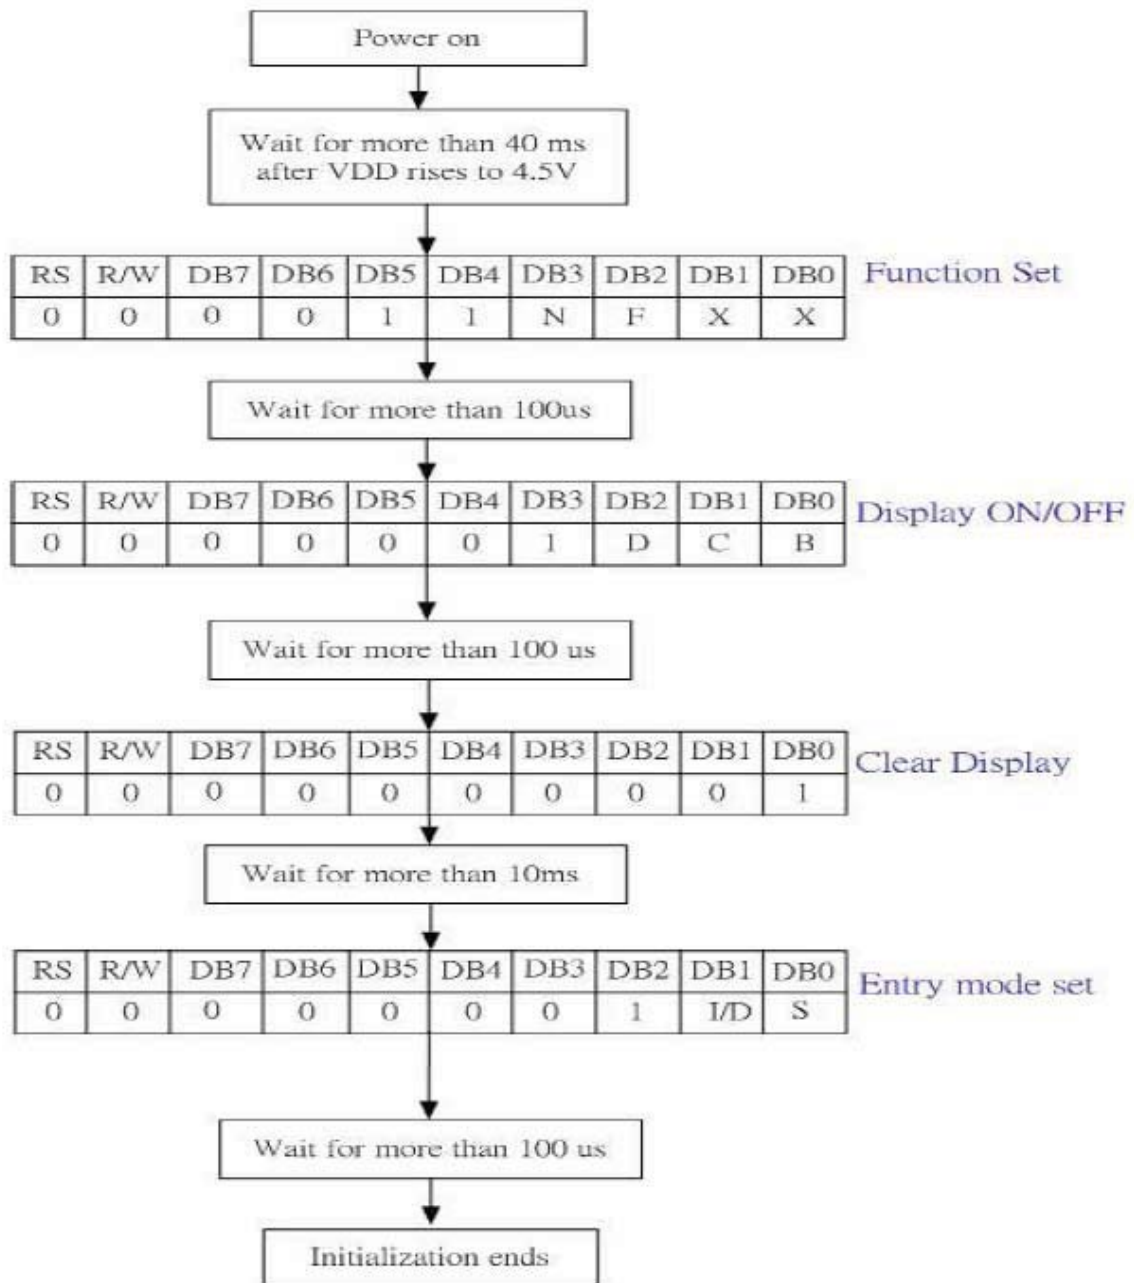 Power on
Wait for more than 40 ms
after VDD rises to 4.5V
RS R/W DB7 DB6 DB5 DB4 DB3 DB2 DB1 DB0 Function Set
0 0 0 0 1 1 N F X X
Wait for more than 100us
RS R/W DB7 DB6 DB5 DB4 DB3 DB2 DB1 DB0 Display ON/OFF
0 0 0 0 0 0 1 D C B
Wait for more than 100 us
RS R/W DB7 DB6 DB5 DB4 DB3 DB2 DB1 DB0 Clear Display
0 0 0 0 0 0 0 0 0 1
Wait for more than 10ms
RS R/W DB7 DB6 DB5 DB4 DB3 DB2 DB1 DB0 Entry mode set
0 0 0 0 0 0 0 1 I/D S
Wait for more than 100 us
Initialization ends